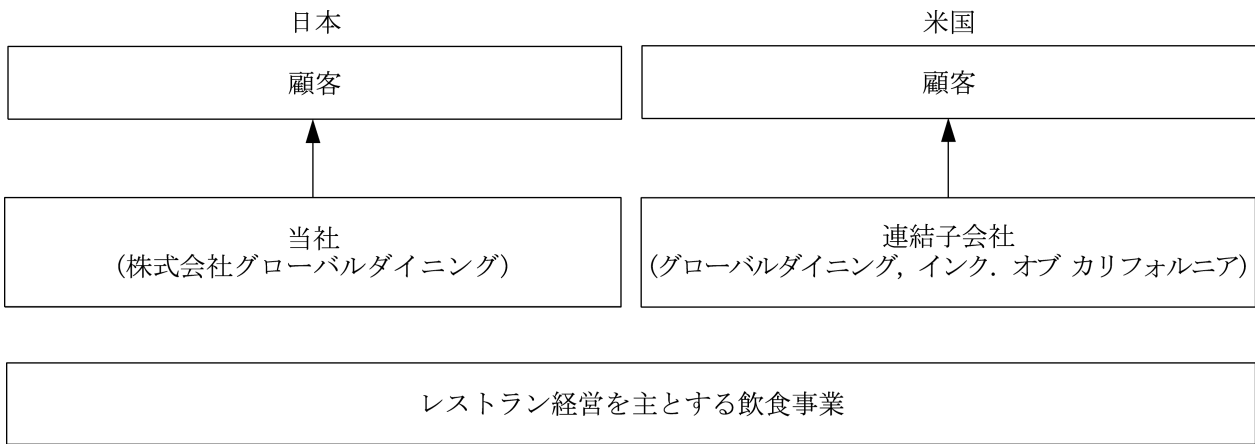 日本
米国
顧客
顧客
当社
(株式会社グローバルダイニング)
連結子会社
(グローバルダイニング, インク. オブ カリフォルニア)
レストラン経営を主とする飲食事業